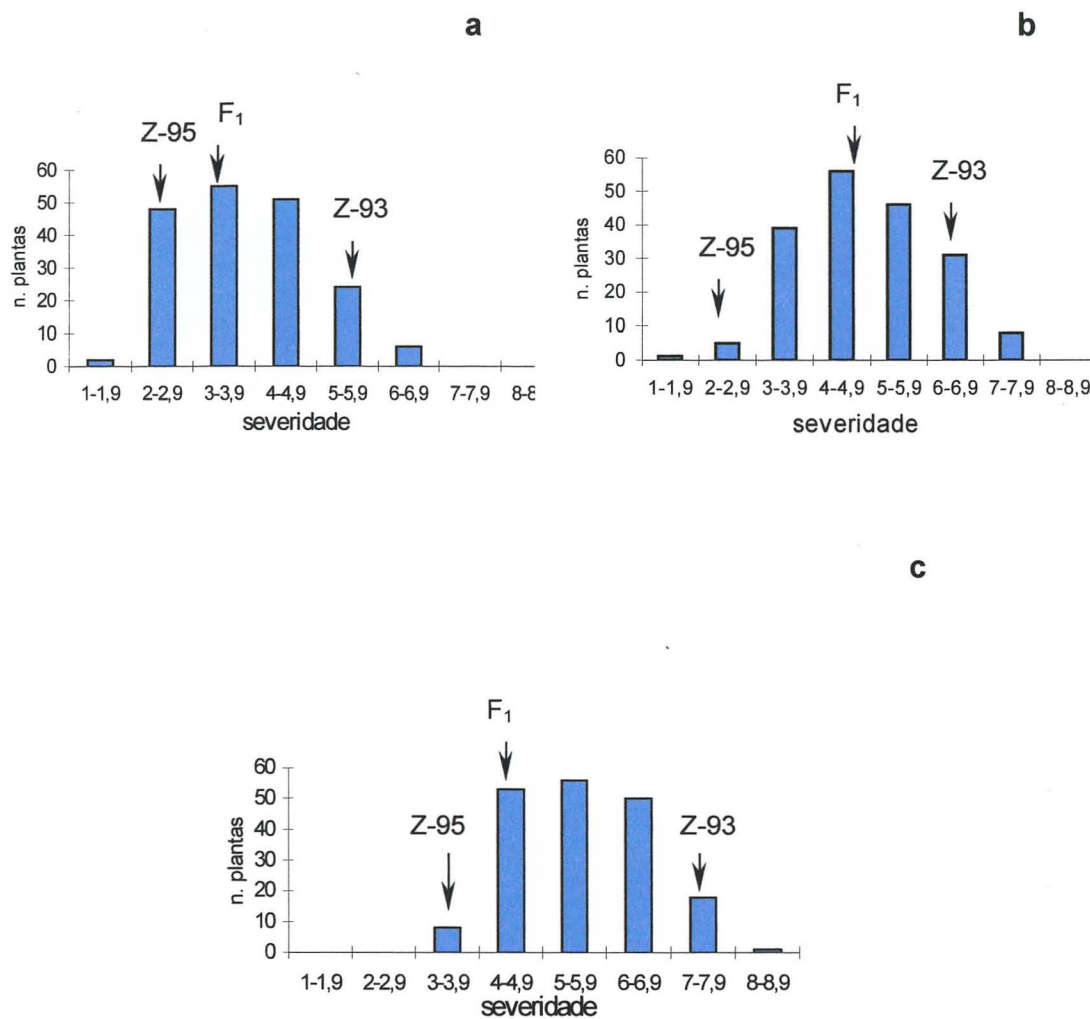 a
F₁
Z-95
Z-93
60
50
40
30
20
10
0
n. plantas
1-1,9 2-2,9 3-3,9 4-4,9 5-5,9 6-6,9 7-7,9 8-8
severidade
b
F₁
Z-93
Z-95
60
50
40
30
20
10
0
n. plantas
1-1,9 2-2,9 3-3,9 4-4,9 5-5,9 6-6,9 7-7,9 8-8,9
severidade
c
F₁
Z-95
Z-93
60
50
40
30
20
10
0
n. plantas
1-1,9 2-2,9 3-3,9 4-4,9 5-5,9 6-6,9 7-7,9 8-8,9
severidade